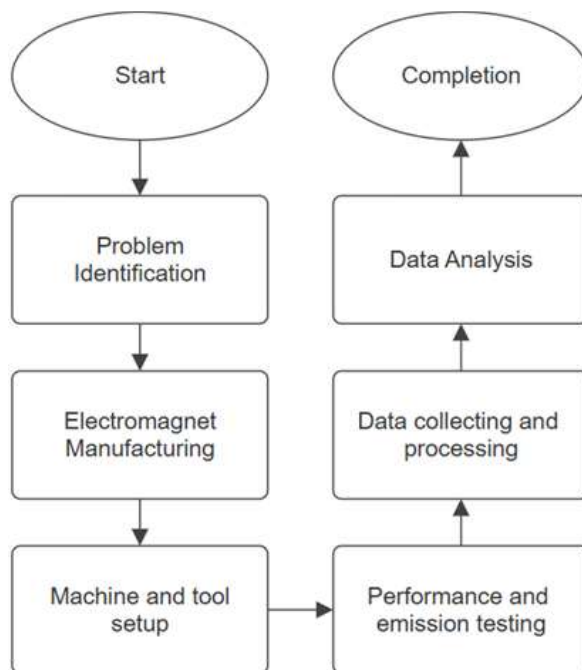 Start
Problem
Identification
Electromagnet
Manufacturing
Machine and tool
setup
Performance and
emission testing
Data collecting and
processing
Data Analysis
Completion